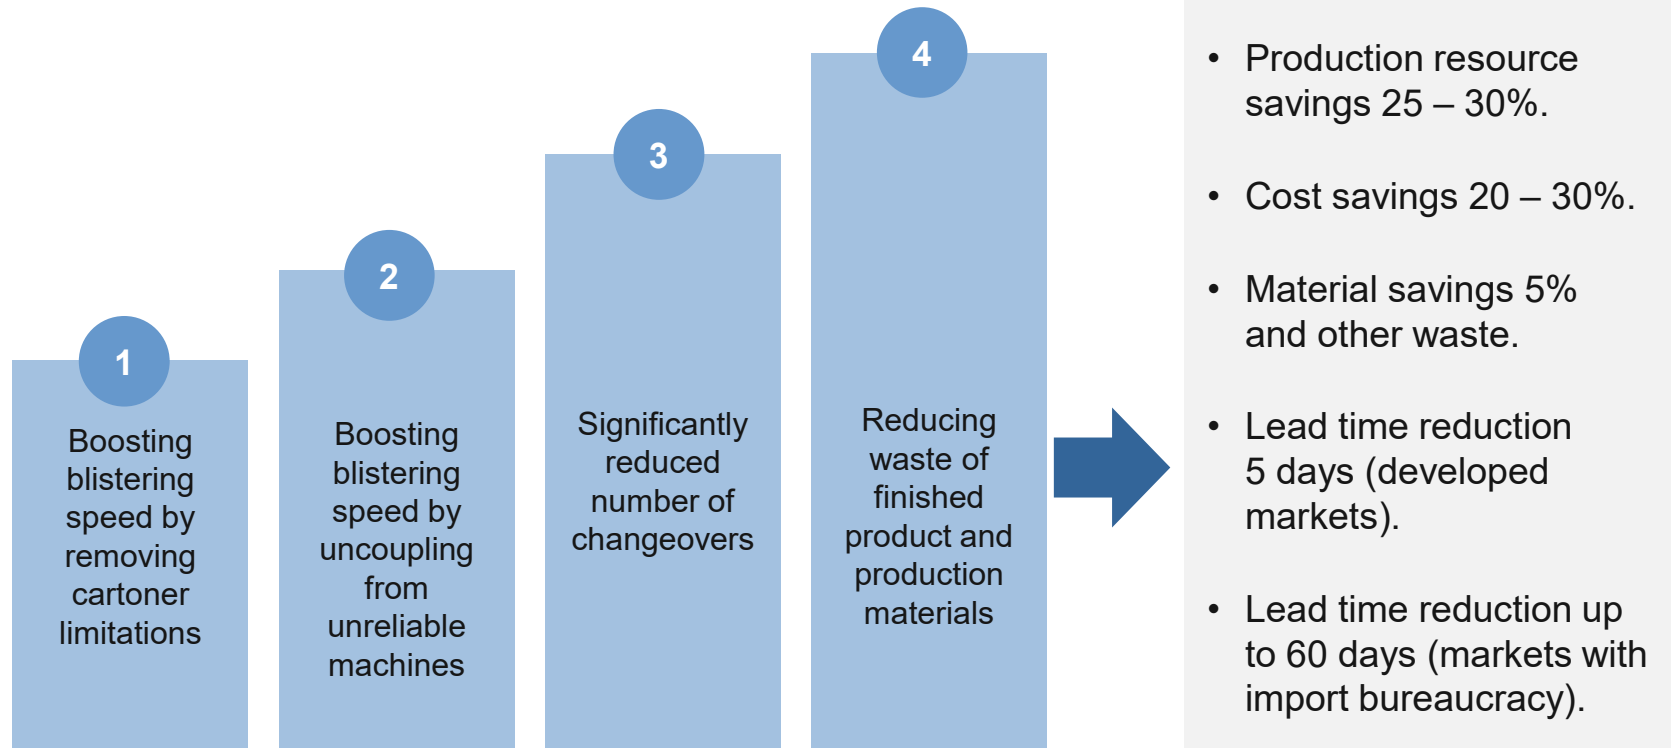 1
Boosting
blistering
speed by
removing
cartoner
limitations
2
Boosting
blistering
speed by
uncoupling
from
unreliable
machines
3
Significantly
reduced
number of
changeovers
4
Reducing
waste of
finished
product and
production
materials
• Production resource
savings 25 – 30%.
• Cost savings 20 – 30%.
• Material savings 5%
and other waste.
• Lead time reduction
5 days (developed
markets).
• Lead time reduction up
to 60 days (markets with
import bureaucracy).